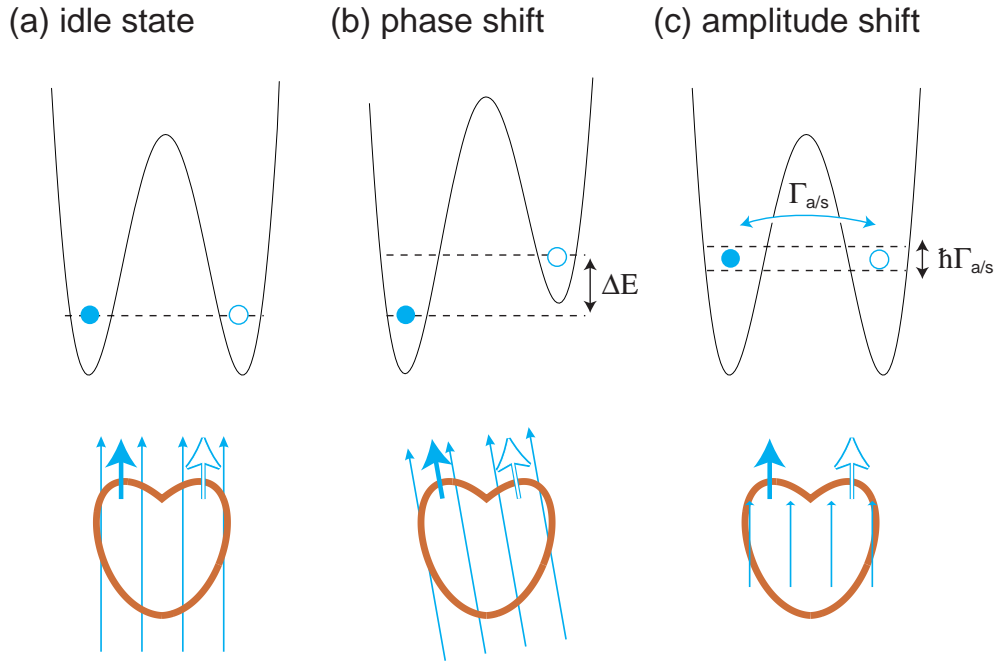 (a) idle state
(b) phase shift
(c) amplitude shift
Γa/s
ΔE
ħΓa/s